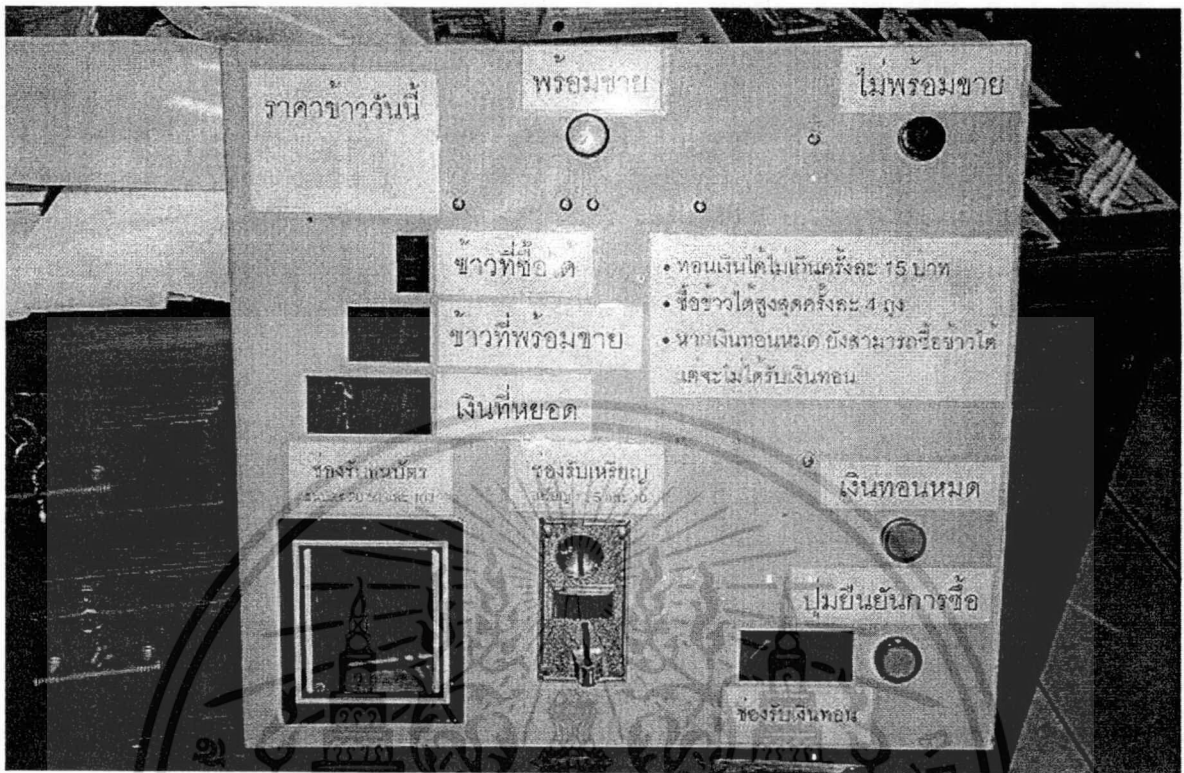 พร้อมขาย
ไม่พร้อมขาย
ราคาข้าววันนี้
ข้าวที่ซื้อได้
• ทอนเงินได้ไม่เกินครั้งละ 15 บาท
• ซื้อข้าวได้สูงสุดครั้งละ 4 ถุง
• หากเงินทอนหมด ยังสามารถซื้อข้าวได้
แต่จะไม่ได้รับเงินทอน
ข้าวที่พร้อมขาย
เงินที่หยอด
ช่องรับธนบัตร
ช่องรับเหรียญ
เงินทอนหมด
ปุ่มยืนยันการซื้อ
ช่องรับเงินทอน